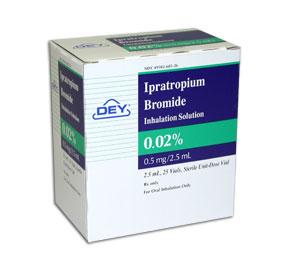 Ipratropium
Bromide
Inhalation Solution
DEY
0.02%
0.5 mg/2.5 mL
2.5 mL, 25 Vials, Sterile Unit-Dose Vial
Rx only
For Oral Inhalation Only